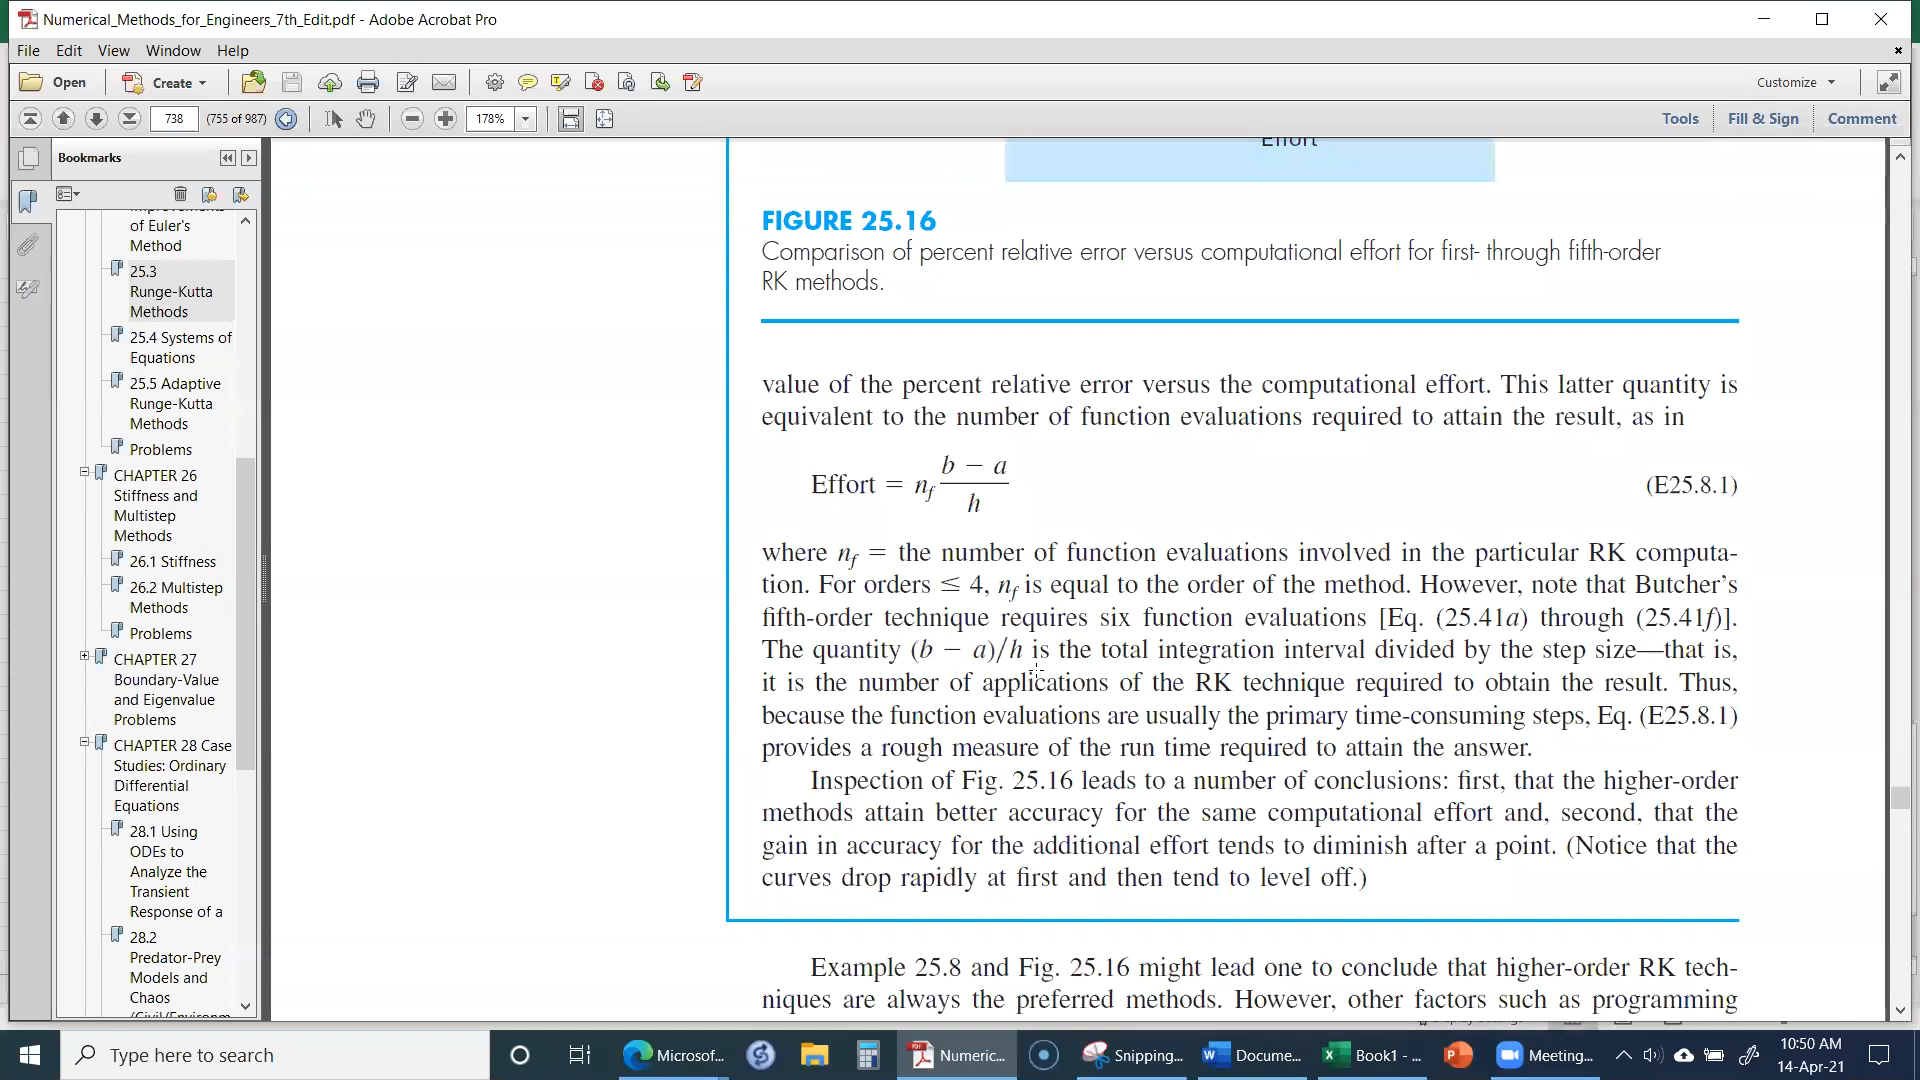 Numerical_Methods_for_Engineers_7th_Edit.pdf - Adobe Acrobat Pro
File Edit View Window Help
Open Create Customize
738 (755 of 987) 178% Tools Fill & Sign Comment
Bookmarks
of Euler's
Method
25.3
Runge-Kutta
Methods
25.4 Systems of
Equations
25.5 Adaptive
Runge-Kutta
Methods
Problems
CHAPTER 26
Stiffness and
Multistep
Methods
26.1 Stiffness
26.2 Multistep
Methods
Problems
CHAPTER 27
Boundary-Value
and Eigenvalue
Problems
CHAPTER 28 Case
Studies: Ordinary
Differential
Equations
28.1 Using
ODEs to
Analyze the
Transient
Response of a
28.2
Predator-Prey
Models and
Chaos
Effort
FIGURE 25.16
Comparison of percent relative error versus computational effort for first- through fifth-order
RK methods.
value of the percent relative error versus the computational effort. This latter quantity is
equivalent to the number of function evaluations required to attain the result, as in
Effort = n_f (b − a)/h (E25.8.1)
where n_f = the number of function evaluations involved in the particular RK computa-
tion. For orders ≤ 4, n_f is equal to the order of the method. However, note that Butcher's
fifth-order technique requires six function evaluations [Eq. (25.41a) through (25.41f)].
The quantity (b − a)/h is the total integration interval divided by the step size—that is,
it is the number of applications of the RK technique required to obtain the result. Thus,
because the function evaluations are usually the primary time-consuming steps, Eq. (E25.8.1)
provides a rough measure of the run time required to attain the answer.
Inspection of Fig. 25.16 leads to a number of conclusions: first, that the higher-order
methods attain better accuracy for the same computational effort and, second, that the
gain in accuracy for the additional effort tends to diminish after a point. (Notice that the
curves drop rapidly at first and then tend to level off.)
Example 25.8 and Fig. 25.16 might lead one to conclude that higher-order RK tech-
niques are always the preferred methods. However, other factors such as programming
Type here to search Microsof... Numeric... Snipping... Docume... Book1 - ... Meeting... 10:50 AM
14-Apr-21